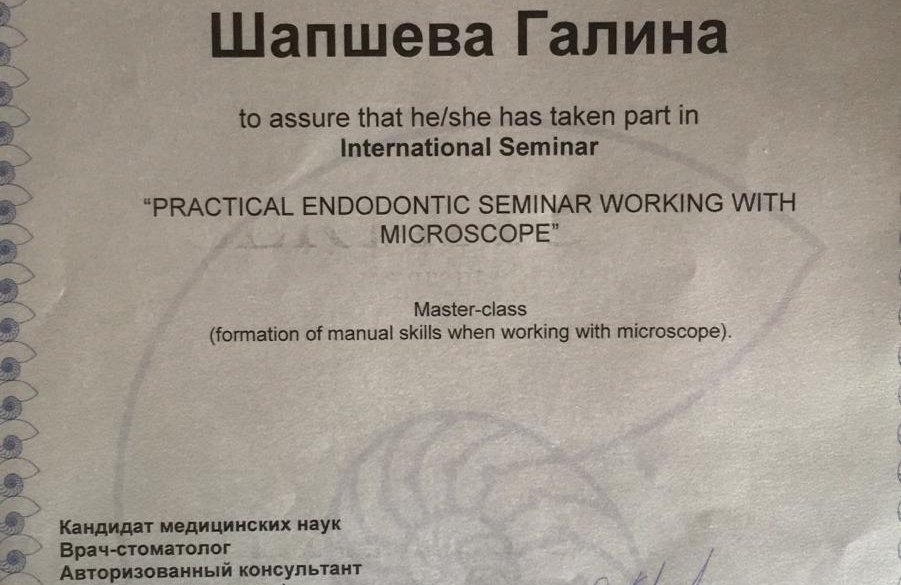 Шапшева Галина
to assure that he/she has taken part in
International Seminar
“PRACTICAL ENDODONTIC SEMINAR WORKING WITH
MICROSCOPE”
Master-class
(formation of manual skills when working with microscope).
Кандидат медицинских наук
Врач-стоматолог
Авторизованный консультант